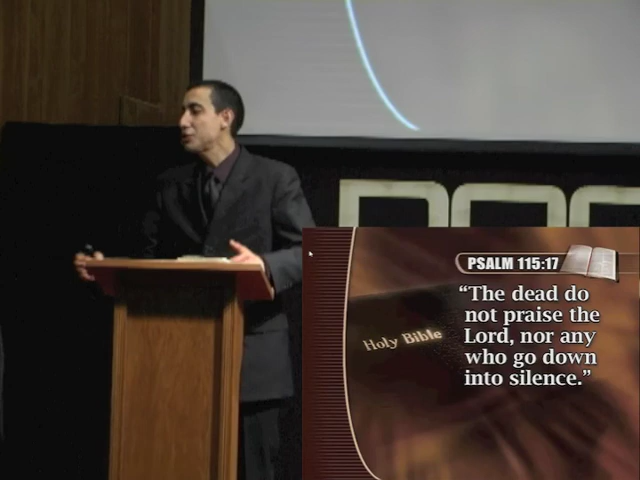 PSALM 115:17
“The dead do
not praise the
Lord, nor any
who go down
into silence.”
Holy Bible